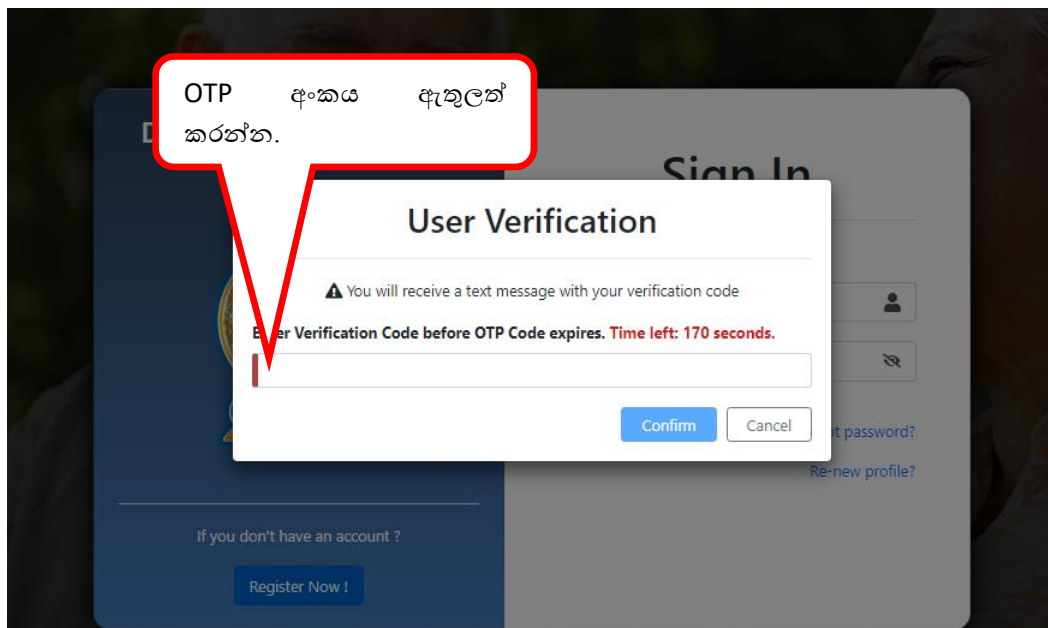 OTP අංකය ඇතුලත්
කරන්න.
Sign In
User Verification
You will receive a text message with your verification code
Verification Code before OTP Code expires. Time left: 170 seconds.
Confirm
Cancel
password?
Re-new profile?
If you don't have an account ?
Register Now !